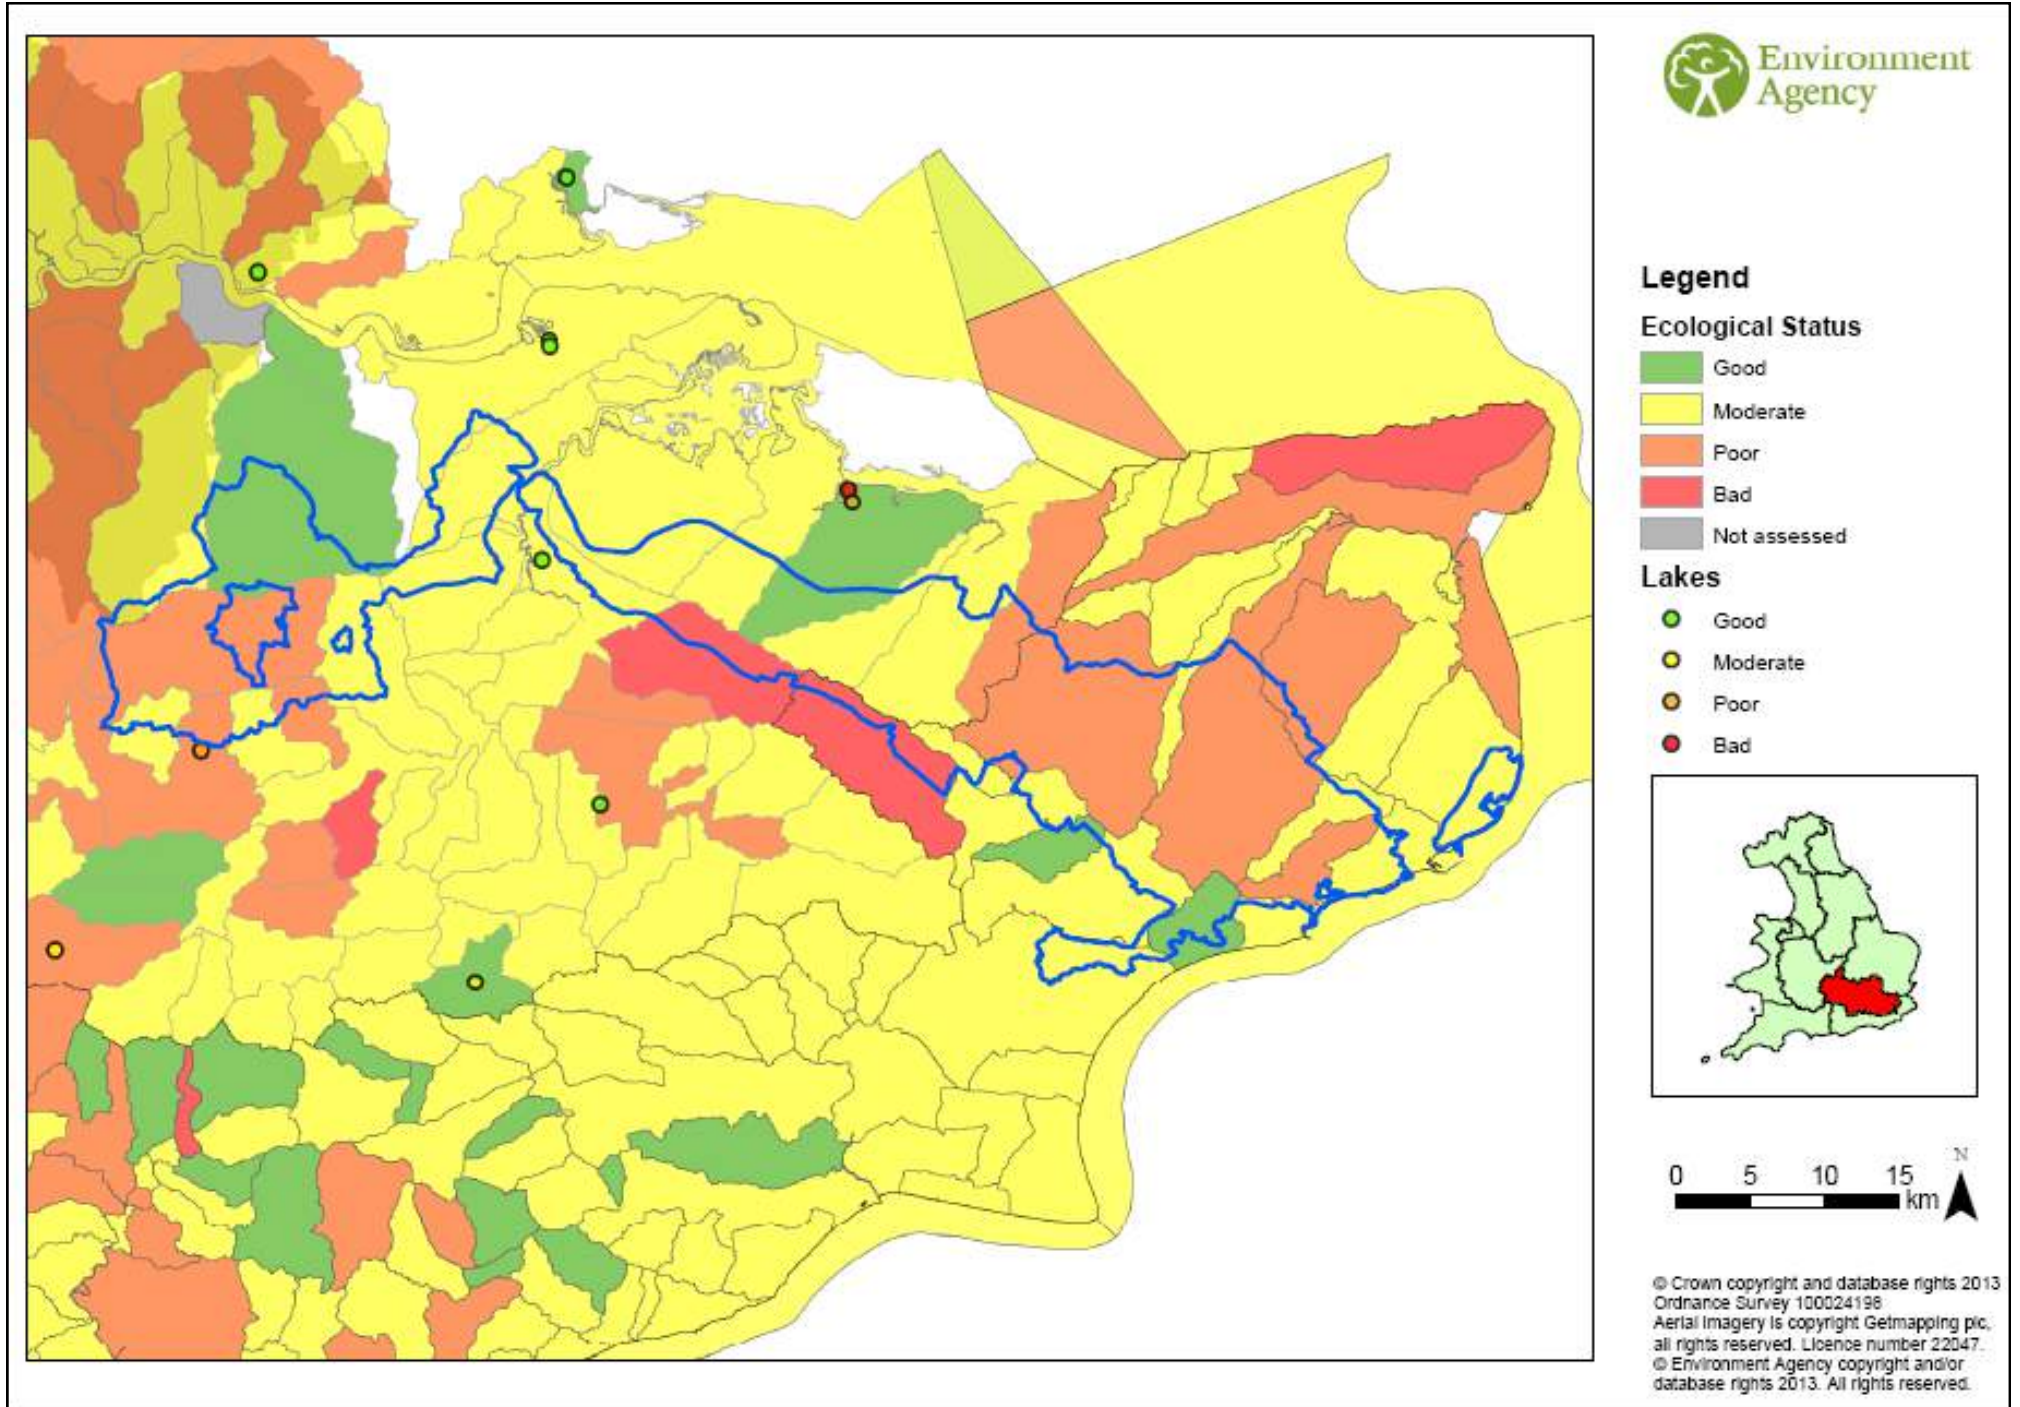 Environment
Agency
Legend
Ecological Status
Good
Moderate
Poor
Bad
Not assessed
Lakes
Good
Moderate
Poor
Bad
N
0 5 10 15
km
© Crown copyright and database rights 2013
Ordnance Survey 100024198
Aerial Imagery is copyright Getmapping plc,
all rights reserved. Licence number 22047.
© Environment Agency copyright and/or
database rights 2013. All rights reserved.